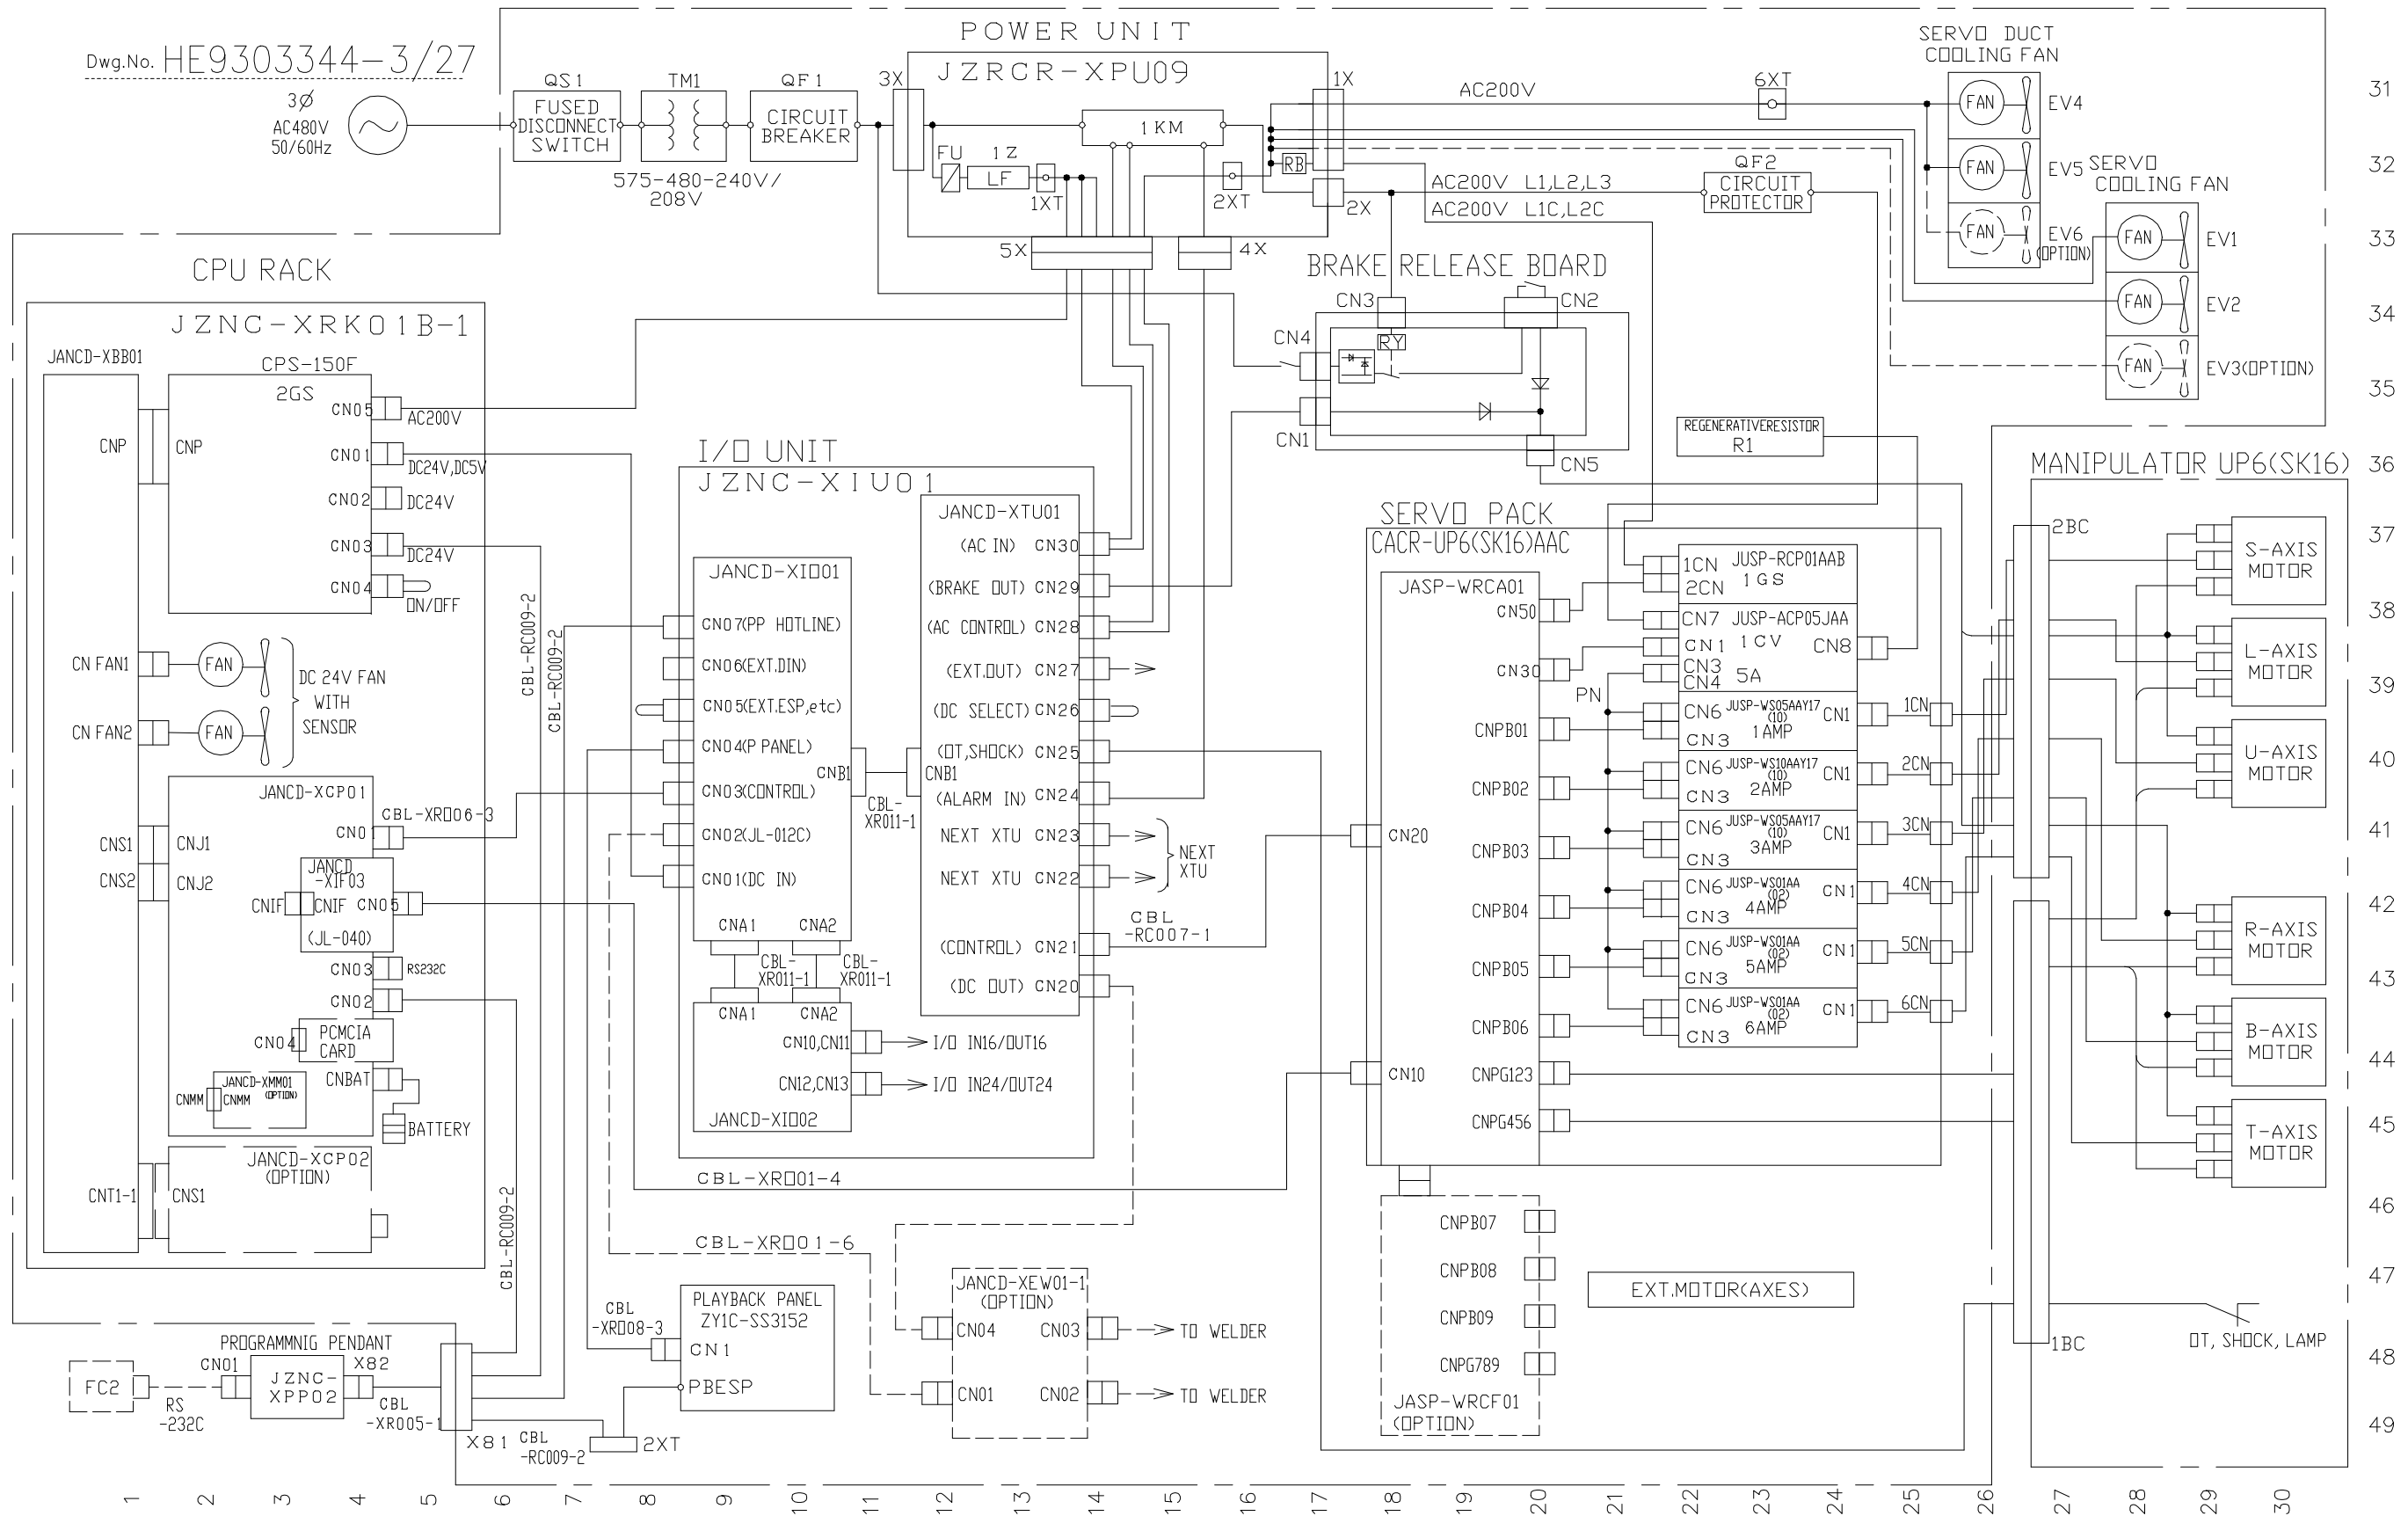 Dwg.No. HE9303344-3/27
3Ø
AC480V
50/60Hz
QS1
FUSED
DISCONNECT
SWITCH
TM1
575-480-240V/
208V
QF1
CIRCUIT
BREAKER
POWER UNIT
JZRCR-XPU09
3X
1KM
FU
1Z
LF
1XT
2XT
RB
1X
2X
5X
4X
AC200V
6XT
AC200V L1,L2,L3
AC200V L1C,L2C
QF2
CIRCUIT
PROTECTOR
SERVO DUCT
COOLING FAN
FAN
EV4
FAN
EV5
FAN
EV6
(OPTION)
SERVO
COOLING FAN
FAN
EV1
FAN
EV2
FAN
EV3(OPTION)
31
32
33
34
35
36
37
38
39
40
41
42
43
44
45
46
47
48
49
CPU RACK
JZNC-XRK01B-1
JANCD-XBB01
CPS-150F
2GS
CN05
AC200V
CNP
CNP
CN01
DC24V,DC5V
CN02
DC24V
CN03
DC24V
CN04
ON/OFF
CN FAN1
FAN
CN FAN2
FAN
DC 24V FAN
WITH
SENSOR
JANCD-XCP01
CN01
CBL-XRO06-3
CNS1
CNJ1
CNS2
CNJ2
JANCD
-XIF03
CNIF
CNIF
CN05
(JL-040)
CN03
RS232C
CN02
CN04
PCMCIA
CARD
JANCD-XMM01
(OPTION)
CNMM
CNMM
CNBAT
BATTERY
JANCD-XCP02
(OPTION)
CNT1-1
CNS1
CBL-RC009-2
CBL-RC009-2
CBL-RC009-2
I/O UNIT
JZNC-XIU01
JANCD-XIO01
CN07(PP HOTLINE)
CN06(EXT.DIN)
CN05(EXT.ESP,etc)
CN04(P PANEL)
CNB1
CN03(CONTROL)
CN02(JL-012C)
CN01(DC IN)
CNA1
CNA2
CBL-
XR011-1
CBL-
XR011-1
CBL-
XR011-1
CNA1
CNA2
CN10,CN11
I/O IN16/OUT16
CN12,CN13
I/O IN24/OUT24
JANCD-XIO02
JANCD-XTU01
(AC IN) CN30
(BRAKE OUT) CN29
(AC CONTROL) CN28
(EXT.OUT) CN27
(DC SELECT) CN26
(OT,SHOCK) CN25
CNB1
(ALARM IN) CN24
NEXT XTU CN23
NEXT XTU CN22
NEXT
XTU
(CONTROL) CN21
(DC OUT) CN20
CBL
-RC007-1
CBL-XRO01-4
CBL-XRO01-6
BRAKE RELEASE BOARD
CN3
CN2
CN4
RY
CN1
CN5
REGENERATIVERESISTOR
R1
SERVO PACK
CACR-UP6(SK16)AAC
JASP-WRCA01
CN50
CN30
CNPB01
CNPB02
CN20
CNPB03
CNPB04
CNPB05
CNPB06
CN10
CNPG123
CNPG456
1CN
JUSP-RCP01AAB
2CN
1GS
CN7
JUSP-ACP05JAA
CN1
1CV
CN8
CN3
CN4
5A
PN
CN6
JUSP-WS05AAY17
(10)
1AMP
CN1
CN3
1CN
CN6
JUSP-WS10AAY17
(10)
2AMP
CN1
CN3
2CN
CN6
JUSP-WS05AAY17
(10)
3AMP
CN1
CN3
3CN
CN6
JUSP-WS01AA
(02)
4AMP
CN1
CN3
4CN
CN6
JUSP-WS01AA
(02)
5AMP
CN1
CN3
5CN
CN6
JUSP-WS01AA
(02)
6AMP
CN1
CN3
6CN
CNPB07
CNPB08
CNPB09
CNPG789
JASP-WRCF01
(OPTION)
EXT.MOTOR(AXES)
MANIPULATOR UP6(SK16)
2BC
S-AXIS
MOTOR
L-AXIS
MOTOR
U-AXIS
MOTOR
R-AXIS
MOTOR
B-AXIS
MOTOR
T-AXIS
MOTOR
1BC
OT, SHOCK, LAMP
PROGRAMMNIG PENDANT
FC2
RS
-232C
CN01
JZNC-
XPP02
X82
CBL
-XR005-1
X81
CBL
-RC009-2
2XT
CBL
-XRO08-3
PLAYBACK PANEL
ZY1C-SS3152
CN1
PBESP
JANCD-XEW01-1
(OPTION)
CN04
CN03
TO WELDER
CN01
CN02
TO WELDER
1
2
3
4
5
6
7
8
9
10
11
12
13
14
15
16
17
18
19
20
21
22
23
24
25
26
27
28
29
30